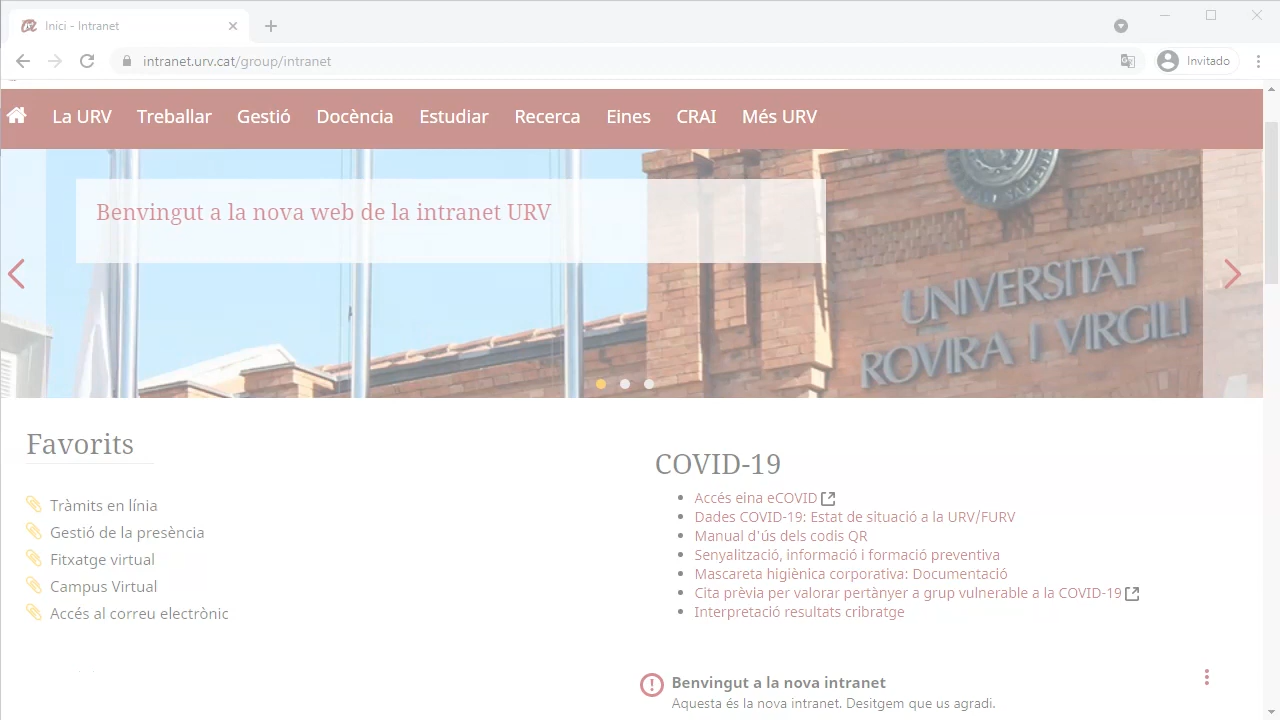 Inici - Intranet
intranet.urv.cat/group/intranet
Invitado
La URV Treballar Gestió Docència Estudiar Recerca Eines CRAI Més URV
Benvingut a la nova web de la intranet URV
UNIVERSITAT
ROVIRA I VIRGILI
Favorits
Tràmits en línia
Gestió de la presència
Fitxatge virtual
Campus Virtual
Accés al correu electrònic
COVID-19
Accés eina eCOVID
Dades COVID-19: Estat de situació a la URV/FURV
Manual d'ús dels codis QR
Senyalització, informació i formació preventiva
Mascareta higiènica corporativa: Documentació
Cita prèvia per valorar pertànyer a grup vulnerable a la COVID-19
Interpretació resultats cribratge
Benvingut a la nova intranet
Aquesta és la nova intranet. Desitgem que us agradi.